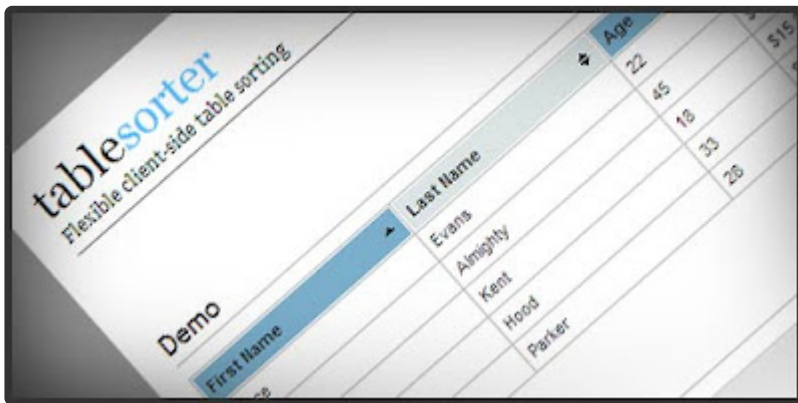 tablesorter
Flexible client-side table sorting
Demo
First Name Last Name Age
Evans 22
Almighty 45
Kent 18
Hood 33
Parker 28
$15